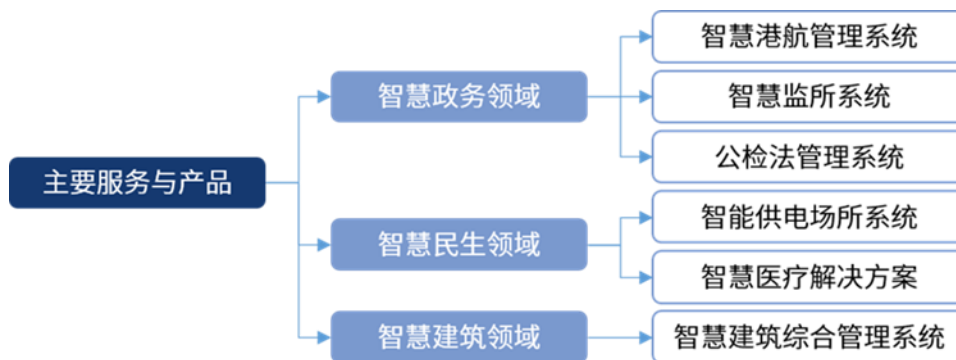 主要服务与产品
智慧政务领域
智慧港航管理系统
智慧监所系统
公检法管理系统
智慧民生领域
智能供电场所系统
智慧医疗解决方案
智慧建筑领域
智慧建筑综合管理系统